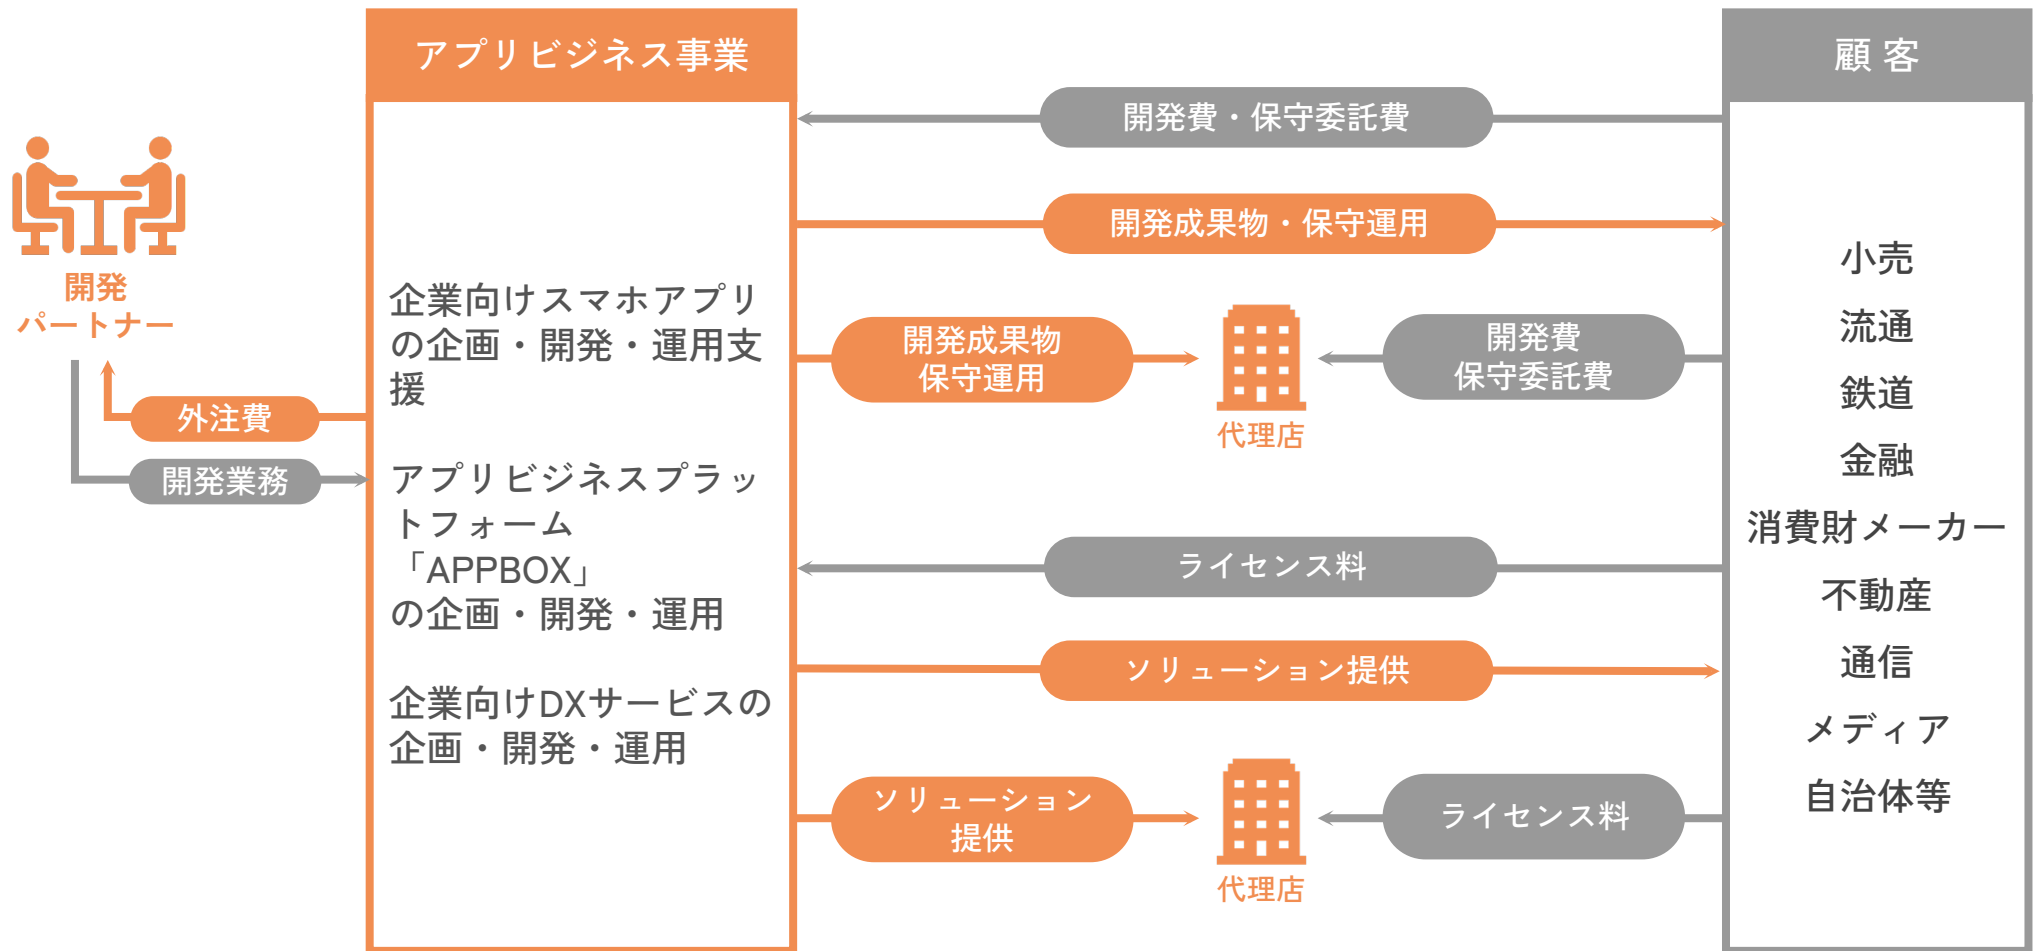 アプリビジネス事業
顧 客
開発費・保守委託費
開発成果物・保守運用
開発
パートナー
外注費
開発業務
企業向けスマホアプリ
の企画・開発・運用支
援
アプリビジネスプラッ
トフォーム
「APPBOX」
の企画・開発・運用
企業向けDXサービスの
企画・開発・運用
開発成果物
保守運用
代理店
開発費
保守委託費
ライセンス料
ソリューション提供
ソリューション
提供
代理店
ライセンス料
小売
流通
鉄道
金融
消費財メーカー
不動産
通信
メディア
自治体等